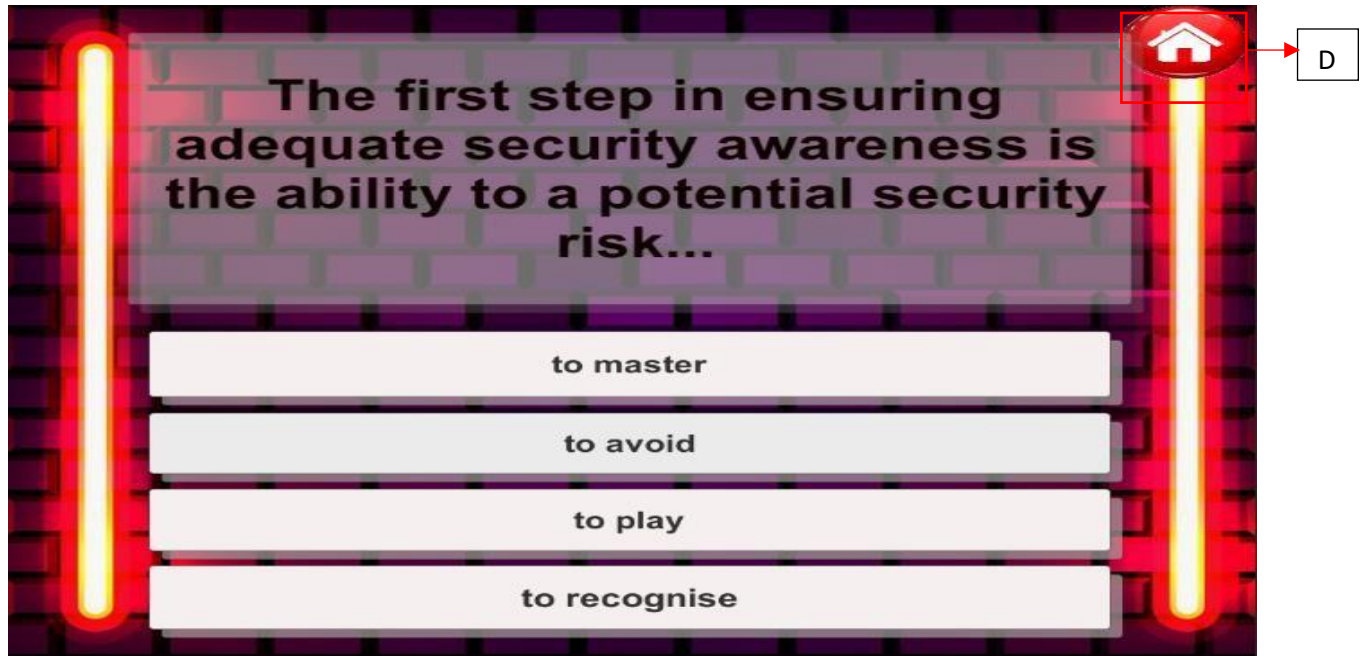 The first step in ensuring
adequate security awareness is
the ability to a potential security
risk...
D
to master
to avoid
to play
to recognise